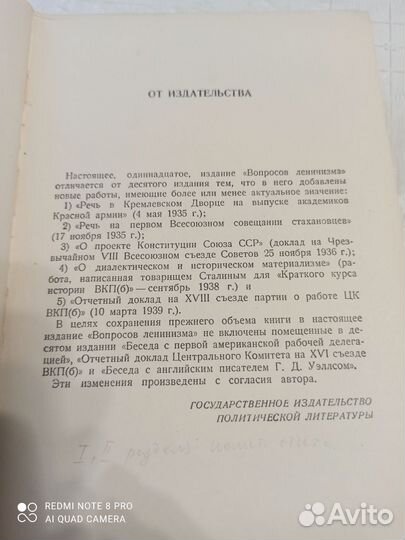 ОТ ИЗДАТЕЛЬСТВА
Настоящее, одиннадцатое, издание «Вопросов ленинизма»
отличается от десятого издания тем, что в него добавлены
новые работы, имеющие более или менее актуальное значение:
1) «Речь в Кремлевском Дворце на выпуске академиков
Красной армии» (4 мая 1935 г.);
2) «Речь на первом Всесоюзном совещании стахановцев»
(17 ноября 1935 г.);
3) «О проекте Конституции Союза ССР» (доклад на Чрез-
вычайном VIII Всесоюзном съезде Советов 25 ноября 1936 г.);
4) «О диалектическом и историческом материализме» (ра-
бота, написанная товарищем Сталиным для «Краткого курса
истории ВКП(б)» — сентябрь 1938 г.) и
5) «Отчетный доклад на XVIII съезде партии о работе ЦК
ВКП(б) (10 марта 1939 г.).
В целях сохранения прежнего объема книги в настоящее
издание «Вопросов ленинизма» не включены помещенные в де-
сятом издании «Беседа с первой американской рабочей делега-
цией», «Отчетный доклад Центрального Комитета на XVI съезде
ВКП(б)» и «Беседа с английским писателем Г. Д. Уэллсом».
Эти изменения произведены с согласия автора.
ГОСУДАРСТВЕННОЕ ИЗДАТЕЛЬСТВО
ПОЛИТИЧЕСКОЙ ЛИТЕРАТУРЫ
I, II
REDMI NOTE 8 PRO
AI QUAD CAMERA
Avito